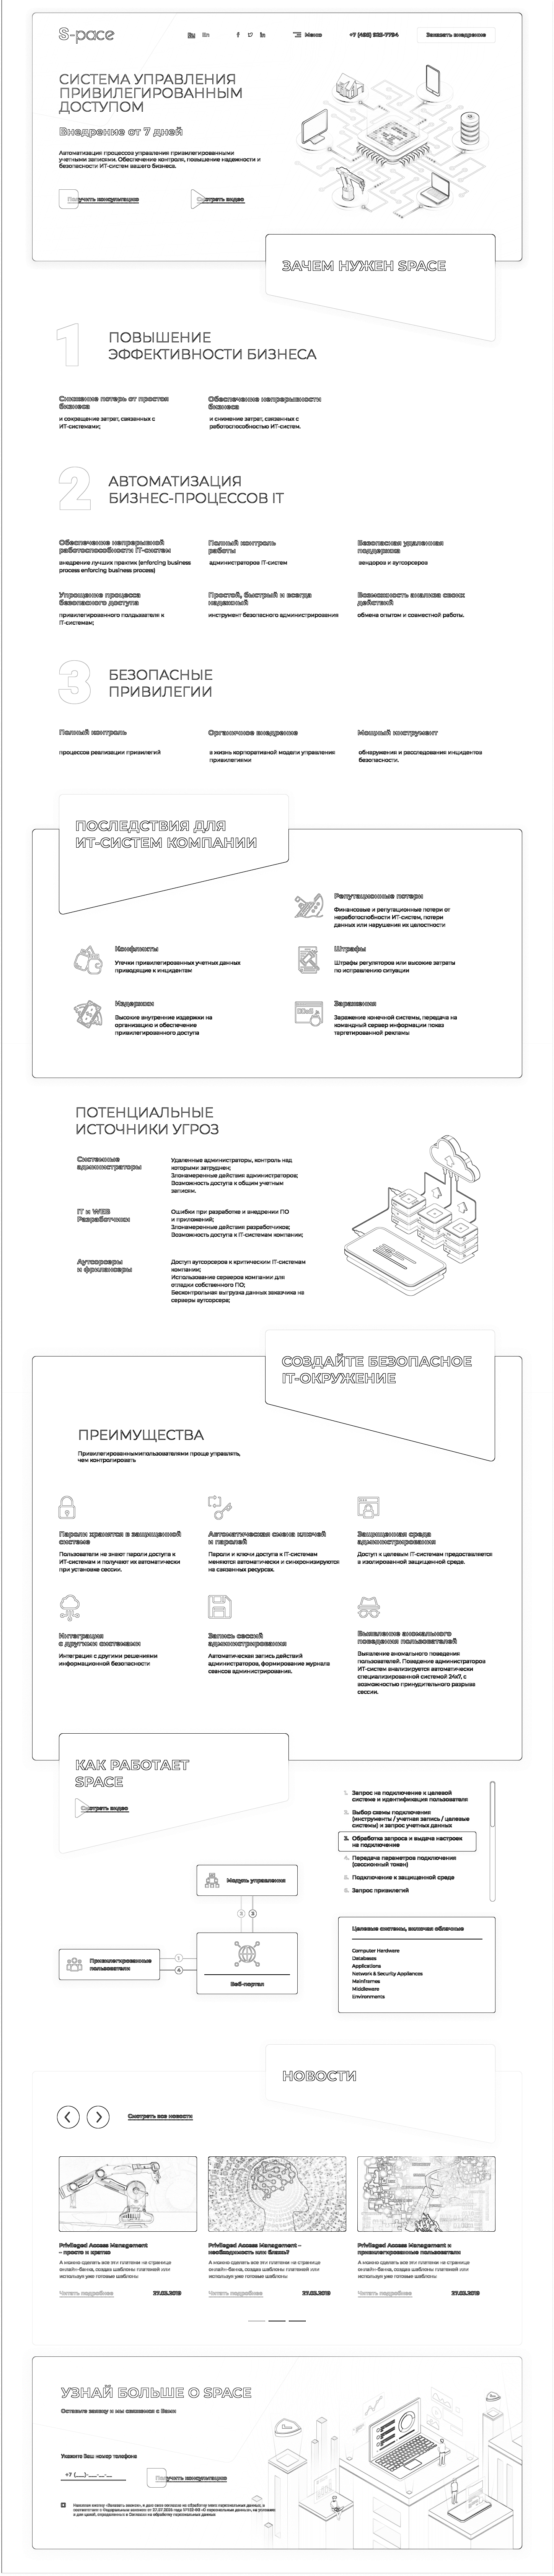 S-pace
Ru En
Меню
+7 (495) 525-7794
Заказать внедрение
СИСТЕМА УПРАВЛЕНИЯ
ПРИВИЛЕГИРОВАННЫМ
ДОСТУПОМ
Внедрение от 7 дней
Автоматизация процессов управления привилегированными
учетными записями. Обеспечение контроля, повышение надежности и
безопасности ИТ-систем вашего бизнеса.
Получить консультацию
Смотреть видео
ЗАЧЕМ НУЖЕН SPACE
1
ПОВЫШЕНИЕ
ЭФФЕКТИВНОСТИ БИЗНЕСА
Снижение потерь от простоя
бизнеса
и сокращение затрат, связанных с
ИТ-системами;
Обеспечение непрерывности
бизнеса
и снижение затрат, связанных с
работоспособностью ИТ-систем.
2
АВТОМАТИЗАЦИЯ
БИЗНЕС-ПРОЦЕССОВ IT
Обеспечение непрерывной
работоспособности IT-систем
внедрение лучших практик (enforcing business
process enforcing business process)
Полный контроль
работы
администраторов IT-систем
Безопасная удаленная
поддержка
вендоров и аутсорсеров
Упрощение процесса
безопасного доступа
привилегированного пользователя к
IT-системам;
Простой, быстрый и всегда
надежный
инструмент безопасного администрирования
Возможность анализа своих
действий
обмена опытом и совместной работы.
3
БЕЗОПАСНЫЕ
ПРИВИЛЕГИИ
Полный контроль
процессов реализации привилегий
Органичное внедрение
в жизнь корпоративной модели управления
привилегиями
Мощный инструмент
обнаружения и расследования инцидентов
безопасности.
ПОСЛЕДСТВИЯ ДЛЯ
ИТ-СИСТЕМ КОМПАНИИ
Репутационные потери
Финансовые и репутационные потери от
неработоспособности ИТ-систем, потери
данных или нарушения их целостности
Конфликты
Утечки привилегированных учетных данных
приводящие к инцидентам
Штрафы
Штрафы регуляторов или высокие затраты
по исправлению ситуации
Издержки
Высокие внутренние издержки на
организацию и обеспечение
привилегированного доступа
Заражения
Заражение конечной системы, передача на
командный сервер информации показ
таргетированной рекламы
ПОТЕНЦИАЛЬНЫЕ
ИСТОЧНИКИ УГРОЗ
Системные
администраторы
Удаленные администраторы, контроль над
которыми затруднен;
Злонамеренные действия администраторов;
Возможность доступа к общим учетным
записям.
IT и WEB
Разработчики
Ошибки при разработке и внедрении ПО
и приложений;
Злонамеренные действия разработчиков;
Возможность доступа к IT-системам компании;
Аутсорсеры
и фрилансеры
Доступ аутсорсеров к критическим IT-системам
компании;
Использование серверов компании для
отладки собственного ПО;
Бесконтрольная выгрузка данных заказчика на
серверы аутсорсера;
СОЗДАЙТЕ БЕЗОПАСНОЕ
IT-ОКРУЖЕНИЕ
ПРЕИМУЩЕСТВА
Привилегированнымипользователями проще управлять,
чем контролировать
Пароли хранятся в защищенной
системе
Пользователи не знают пароли доступа к
ИТ-системам и получают их автоматически
при установке сессии.
Автоматическая смена ключей
и паролей
Пароли и ключи доступа к IT-системам
меняются автоматически и синхронизируются
на связанных ресурсах.
Защищенная среда
администрирования
Доступ к целевым IT-системам предоставляется
в изолированной защищенной среде.
Интеграция
с другими системами
Интеграция с другими решениями
информационной безопасности
Запись сессий
администрирования
Автоматическая запись действий
администраторов, формирование журнала
сеансов администрирования.
Выявление аномального
поведения пользователей
Выявление аномального поведения
пользователей. Поведение администраторов
ИТ-систем анализируется автоматически
специализированной системой 24x7, с
возможностью принудительного разрыва
сессии.
КАК РАБОТАЕТ
SPACE
Смотреть видео
1. Запрос на подключение к целевой
системе и идентификация пользователя
2. Выбор схемы подключения
(инструменты / учетная запись / целевые
системы) и запрос учетных данных
3. Обработка запроса и выдача настроек
на подключение
4. Передача параметров подключения
(сессионный токен)
5. Подключение к защищенной среде
6. Запрос привилегий
Модуль управления
2 3
Привилегированные
пользователи
1
4
Веб-портал
Целевые системы, включая облачные
Computer Hardware
Databases
Applications
Network & Security Appliances
Mainframes
Middleware
Environments
НОВОСТИ
Смотреть все новости
Privileged Access Management
– просто и кратко
А можно сделать все эти платежи на странице
онлайн-банка, создав шаблоны платежей или
используя уже готовые шаблоны
Читать подробнее
27.03.2019
Privileged Access Management –
необходимость или блажь?
А можно сделать все эти платежи на странице
онлайн-банка, создав шаблоны платежей или
используя уже готовые шаблоны
Читать подробнее
27.03.2019
Privileged Access Management и
привилегированные пользователи
А можно сделать все эти платежи на странице
онлайн-банка, создав шаблоны платежей или
используя уже готовые шаблоны
Читать подробнее
27.03.2019
УЗНАЙ БОЛЬШЕ О SPACE
Оставьте заявку и мы свяжемся с Вами
Укажите Ваш номер телефона
+7 (___)-___-__-__
Получить консультацию